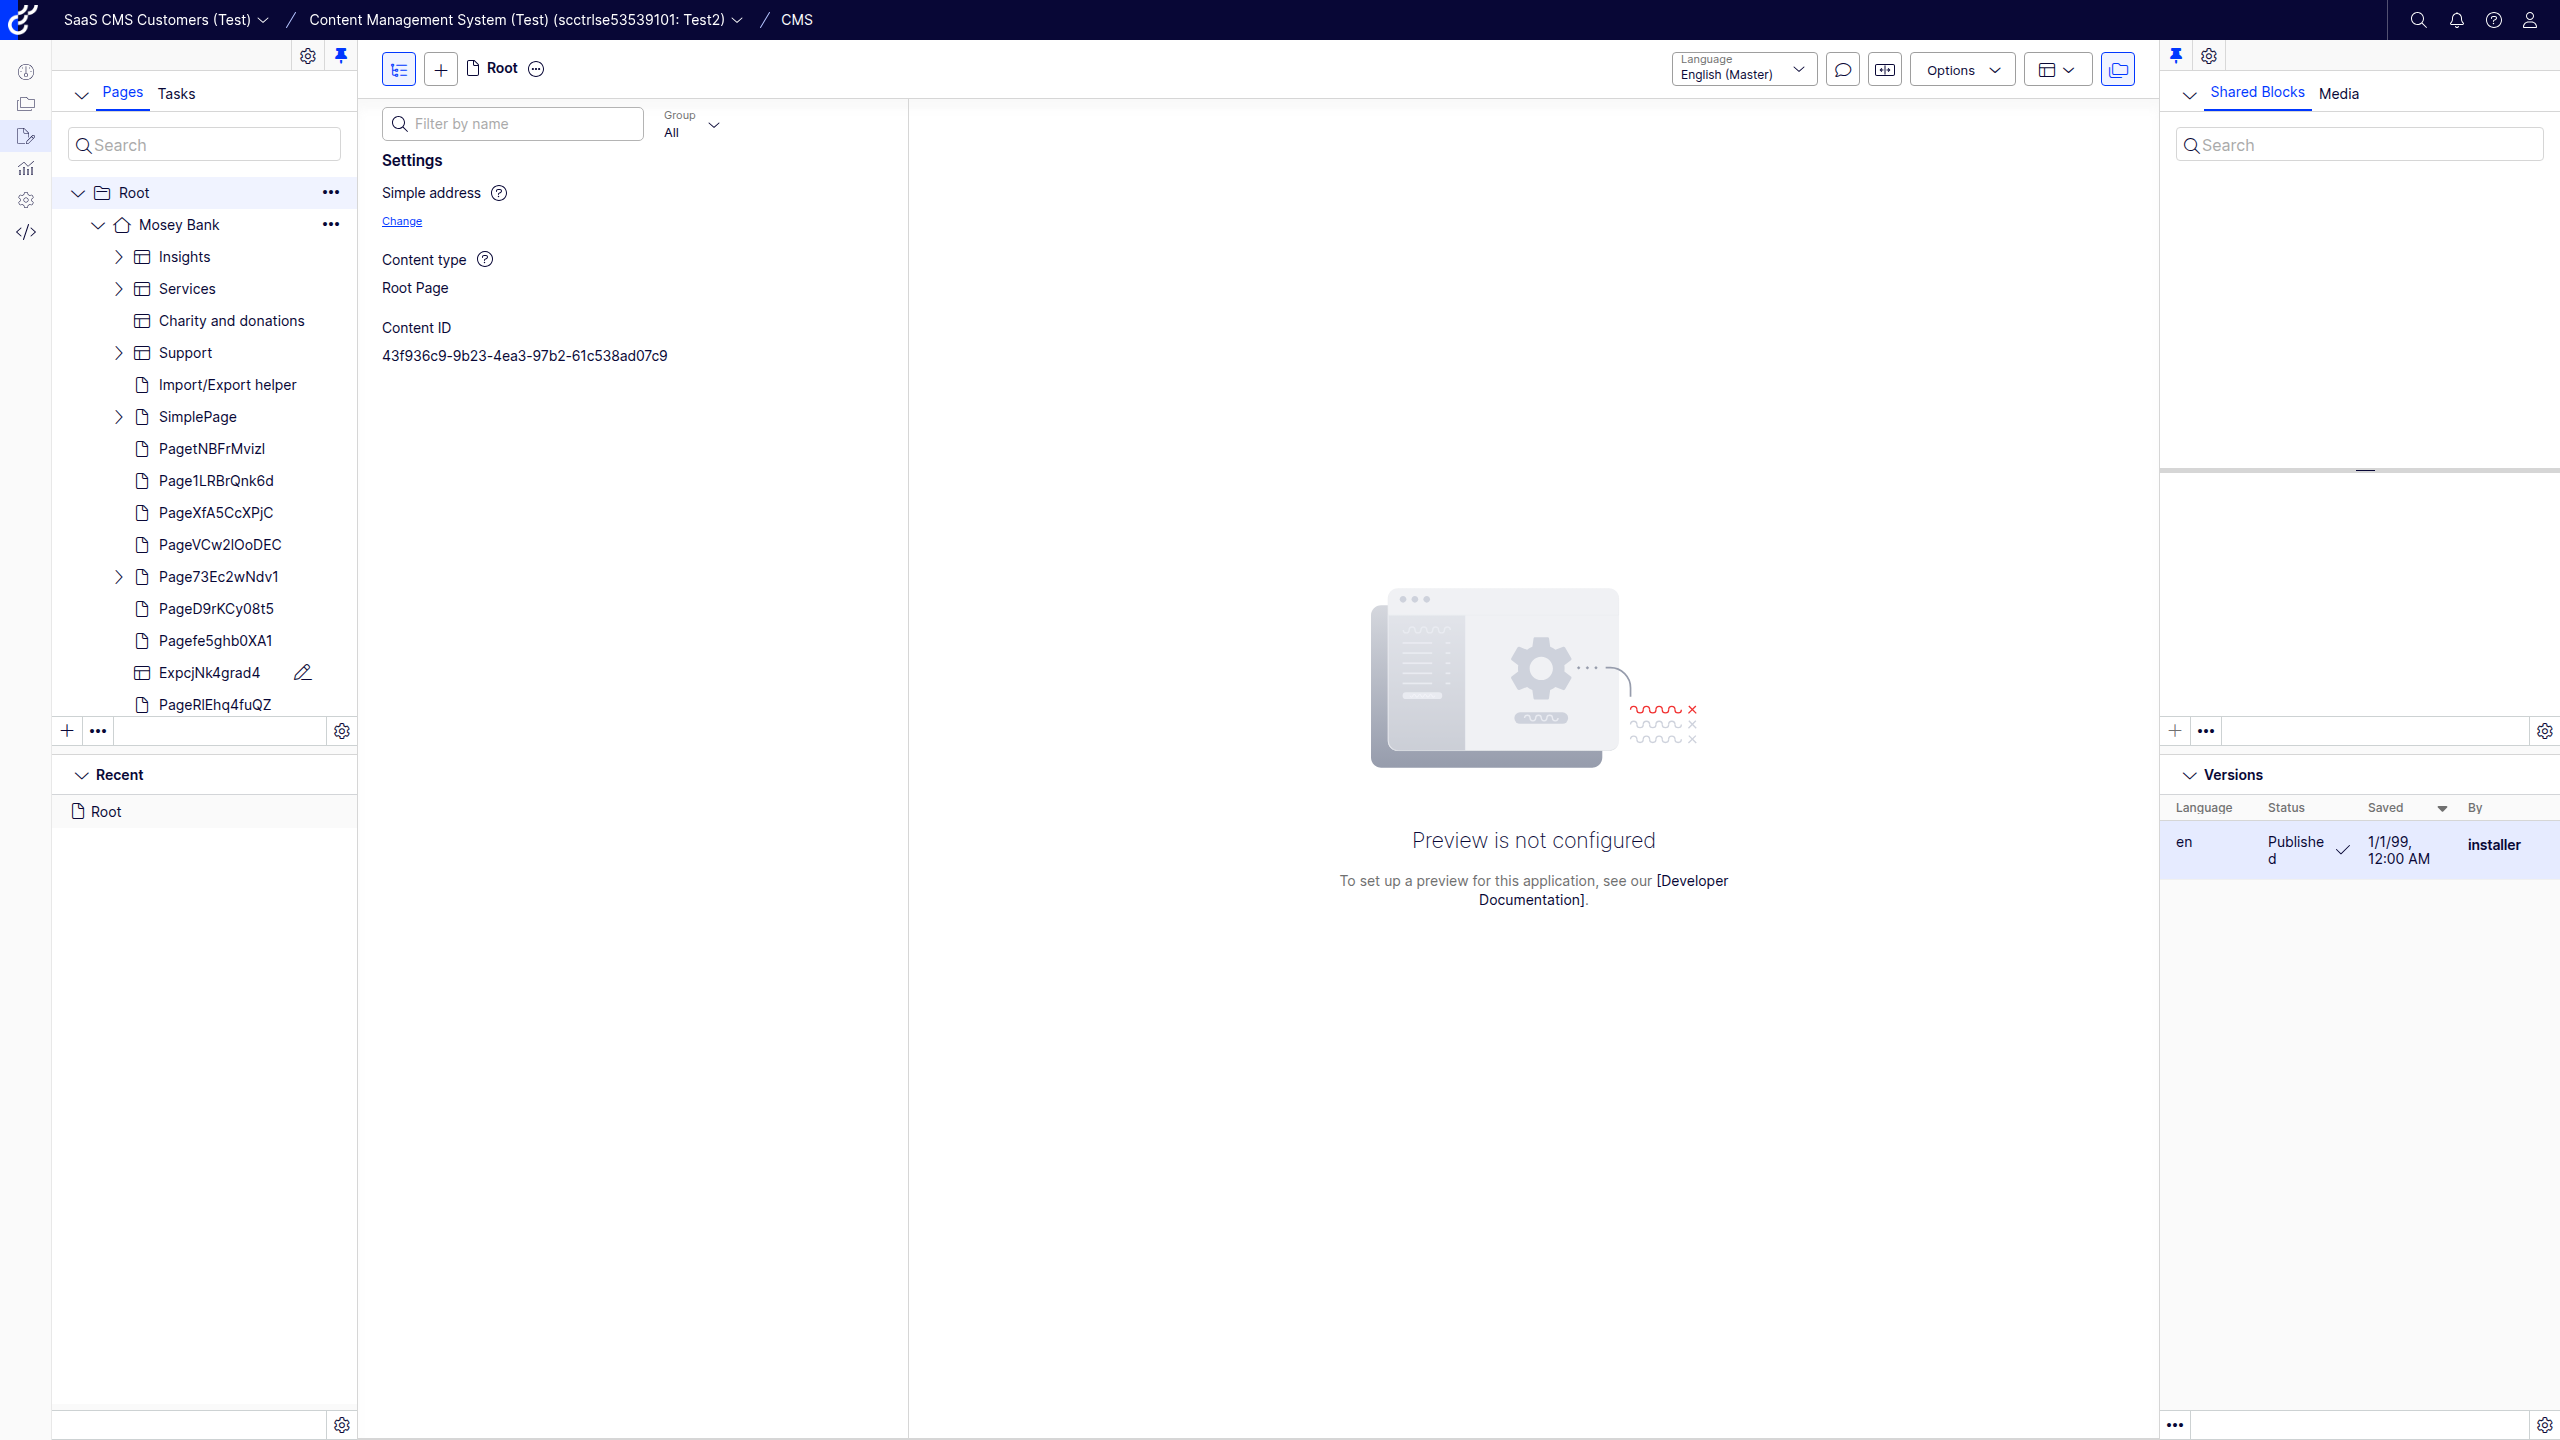 SaaS CMS Customers (Test)
Content Management System (Test) (scctrlse53539101: Test2)
CMS
Pages
Tasks
Search
Root
Mosey Bank
Insights
Services
Charity and donations
Support
Import/Export helper
SimplePage
PagetNBFrMvizl
Page1LRBrQnk6d
PageXfA5CcXPjC
PageVCw2lOoDEC
Page73Ec2wNdv1
PageD9rKCy08t5
Pagefe5ghb0XA1
ExpcjNk4grad4
PageRlEhq4fuQZ
Recent
Root
Root
Language
English (Master)
Options
Filter by name
Group
All
Settings
Simple address
Change
Content type
Root Page
Content ID
43f936c9-9b23-4ea3-97b2-61c538ad07c9
Preview is not configured
To set up a preview for this application, see our [Developer
Documentation].
Shared Blocks
Media
Search
Versions
Language Status Saved By
en Publishe 1/1/99, installer
d 12:00 AM